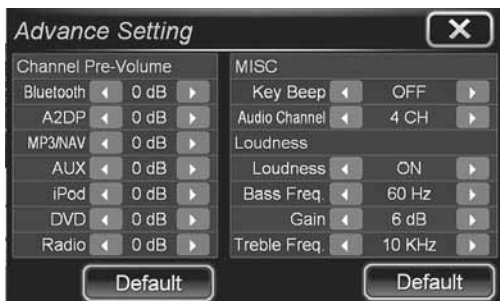 Advance Setting
Channel Pre-Volume
Bluetooth 0 dB
A2DP 0 dB
MP3/NAV 0 dB
AUX 0 dB
iPod 0 dB
DVD 0 dB
Radio 0 dB
Default
MISC
Key Beep OFF
Audio Channel 4 CH
Loudness
Loudness ON
Bass Freq. 60 Hz
Gain 6 dB
Treble Freq. 10 KHz
Default